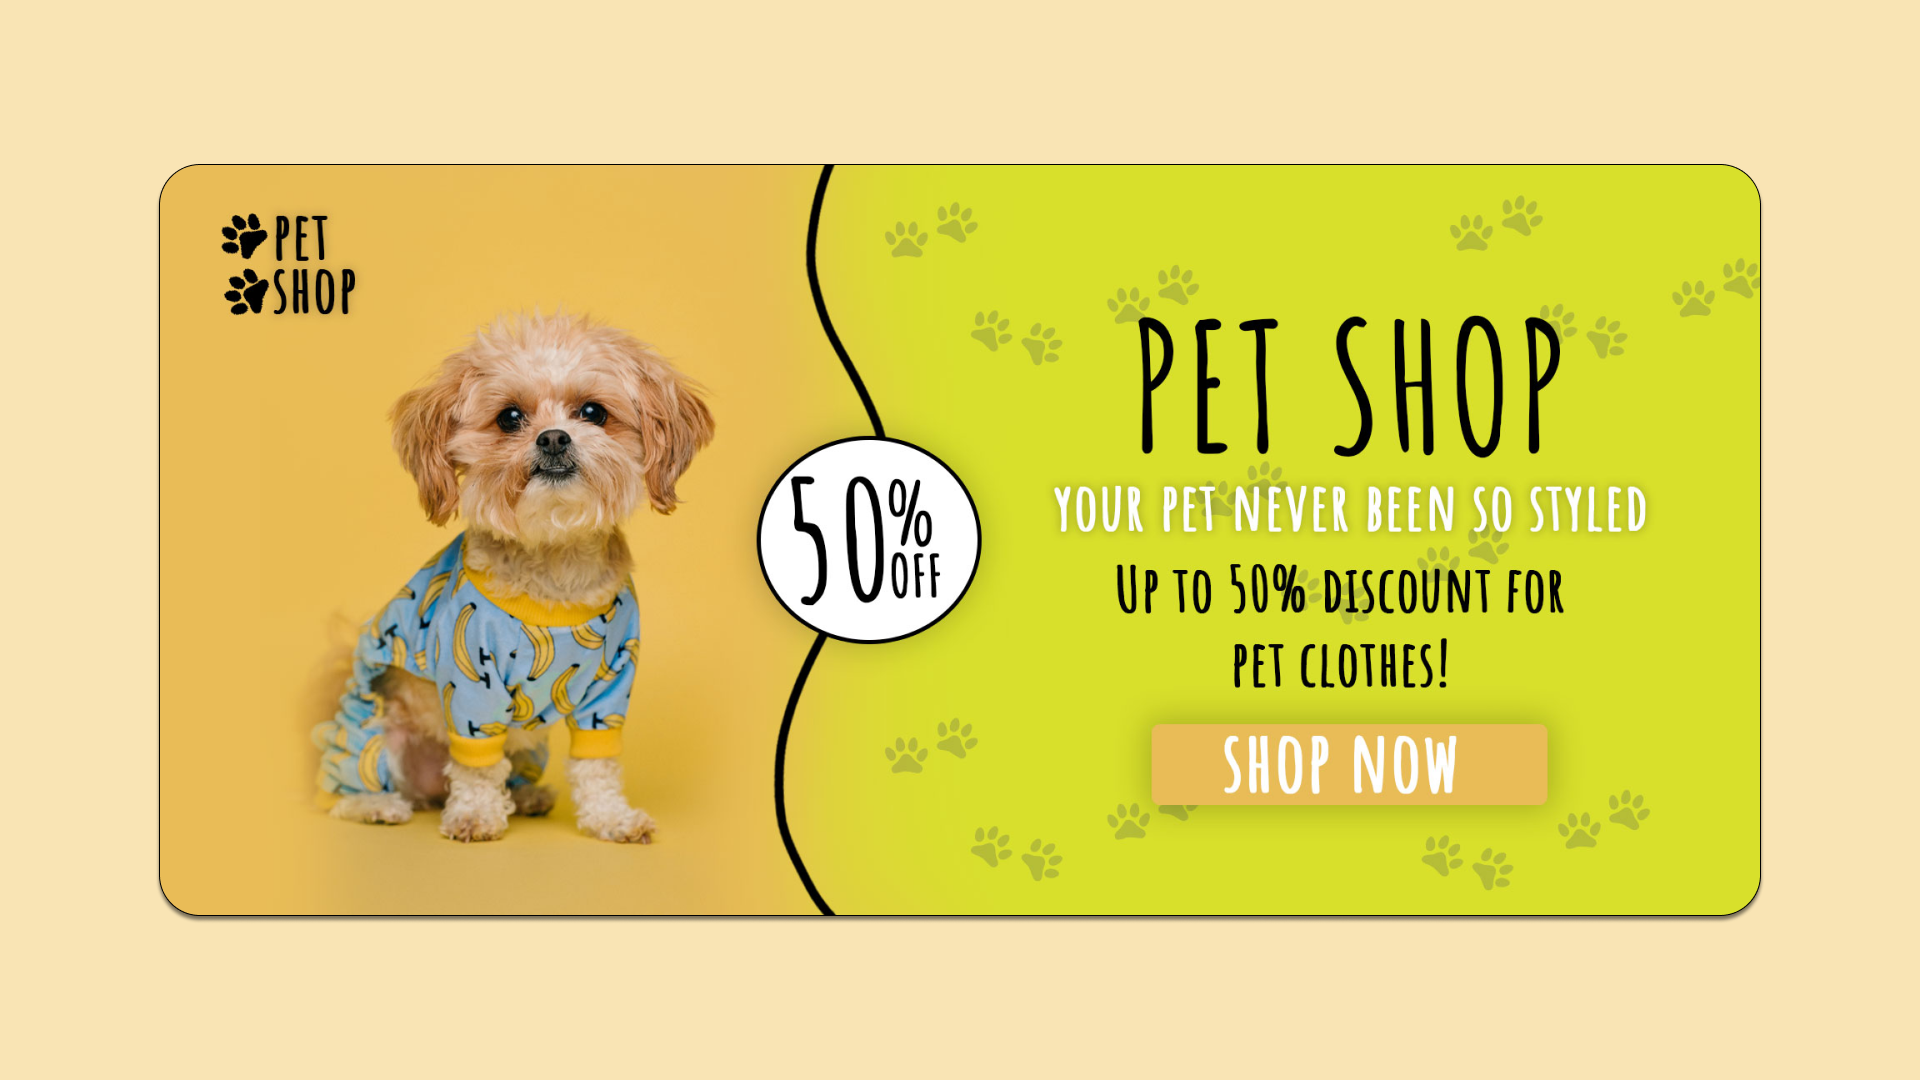 PET
SHOP
50%
OFF
PET SHOP
YOUR PET NEVER BEEN SO STYLED
UP TO 50% DISCOUNT FOR
PET CLOTHES!
SHOP NOW